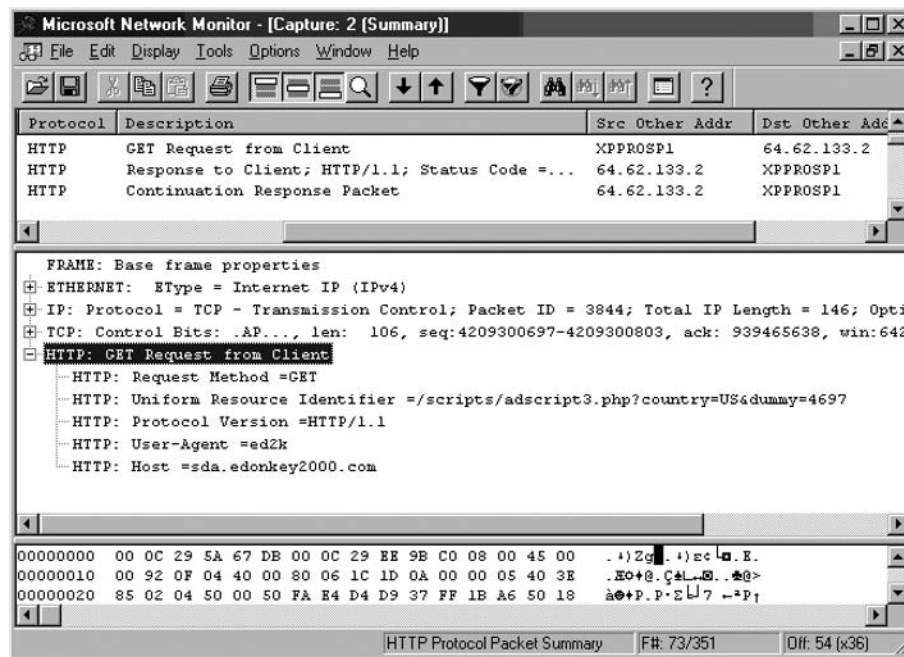 Microsoft Network Monitor - [Capture: 2 (Summary)]
File Edit Display Tools Options Window Help
Protocol Description Src Other Addr Dst Other Add
HTTP GET Request from Client XPPROSP1 64.62.133.2
HTTP Response to Client; HTTP/1.1; Status Code =... 64.62.133.2 XPPROSP1
HTTP Continuation Response Packet 64.62.133.2 XPPROSP1
FRAME: Base frame properties
ETHERNET: EType = Internet IP (IPv4)
IP: Protocol = TCP - Transmission Control; Packet ID = 3844; Total IP Length = 146; Opti
TCP: Control Bits: .AP..., len: 106, seq:4209300697-4209300803, ack: 939465638, win:642
HTTP: GET Request from Client
HTTP: Request Method =GET
HTTP: Uniform Resource Identifier =/scripts/adscript3.php?country=US&dummy=4697
HTTP: Protocol Version =HTTP/1.1
HTTP: User-Agent =ed2k
HTTP: Host =sda.edonkey2000.com
00000000 00 0C 29 5A 67 DB 00 0C 29 EE 9B C0 08 00 45 00
00000010 00 92 0F 04 40 00 80 06 1C 1D 0A 00 00 05 40 3E
00000020 85 02 04 50 00 50 FA E4 D4 D9 37 FF 1B A6 50 18
HTTP Protocol Packet Summary F#: 73/351 Off: 54 (x36)